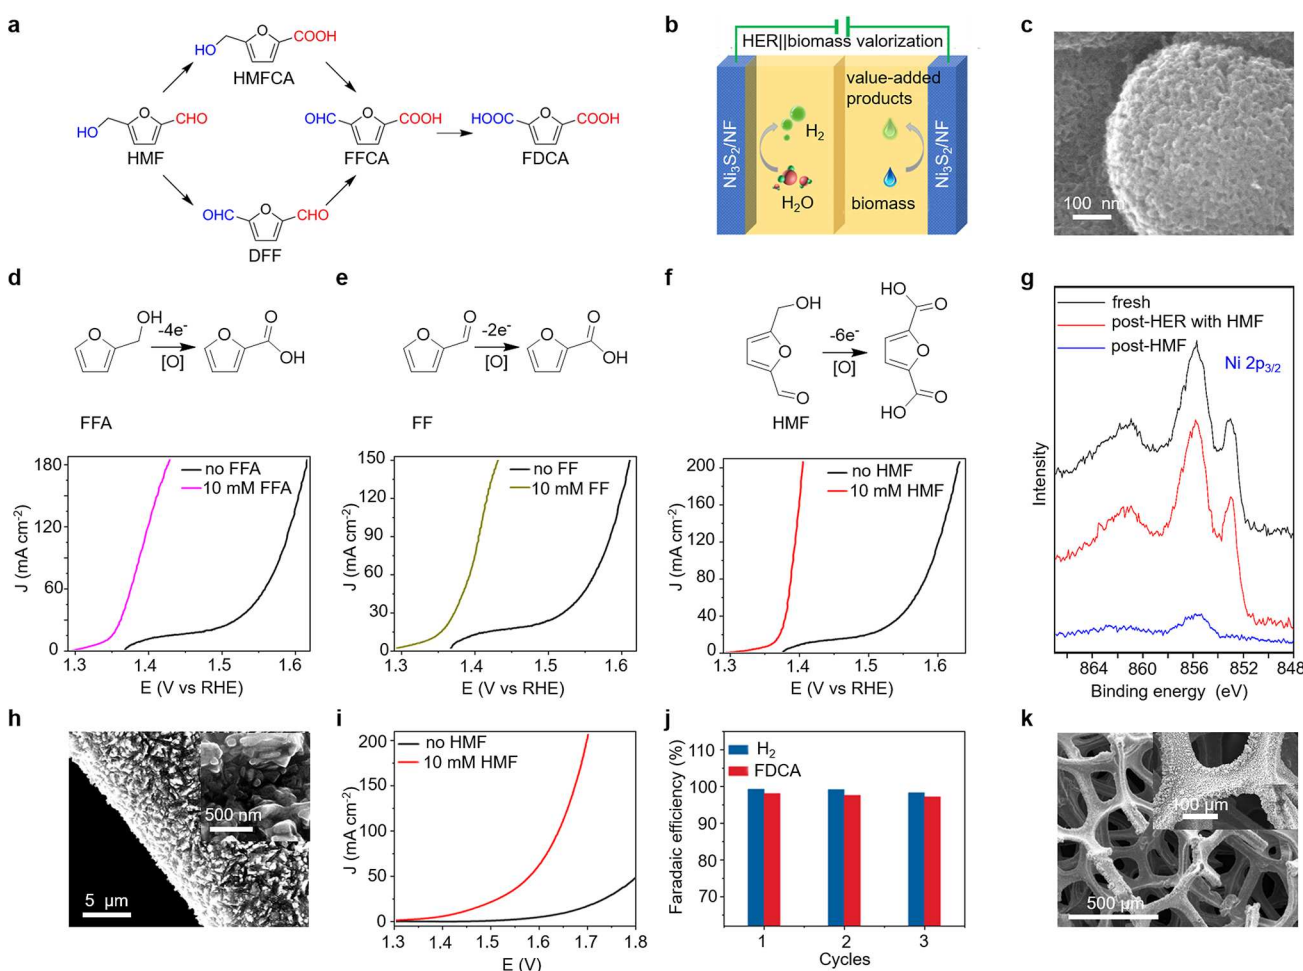 a
HO
COOH
O
HMFCA
HO
O
CHO
HMF
OHC
O
COOH
FFCA
HOOC
O
COOH
FDCA
OHC
O
CHO
DFF
b
HER||biomass valorization
value-added
products
H2
H2O
biomass
Ni3S2/NF
Ni3S2/NF
c
100 nm
d
OH
O
-4e-
[O]
O
O
OH
FFA
no FFA
10 mM FFA
J (mA cm-2)
180
120
60
0
1.3 1.4 1.5 1.6
E (V vs RHE)
e
O
O
-2e-
[O]
O
O
OH
FF
no FF
10 mM FF
J (mA cm-2)
150
120
90
60
30
0
1.3 1.4 1.5 1.6
E (V vs RHE)
f
OH
O
O
HMF
-6e-
[O]
HO
O
O
HO
O
no HMF
10 mM HMF
J (mA cm-2)
200
160
120
80
40
0
1.3 1.4 1.5 1.6
E (V vs RHE)
g
fresh
post-HER with HMF
post-HMF
Ni 2p3/2
Intensity
864 860 856 852 848
Binding energy (eV)
h
500 nm
5 μm
i
no HMF
10 mM HMF
J (mA cm-2)
200
150
100
50
0
1.3 1.4 1.5 1.6 1.7 1.8
E (V)
j
H2
FDCA
Faradaic efficiency (%)
110
100
90
80
70
1 2 3
Cycles
k
100 μm
500 μm